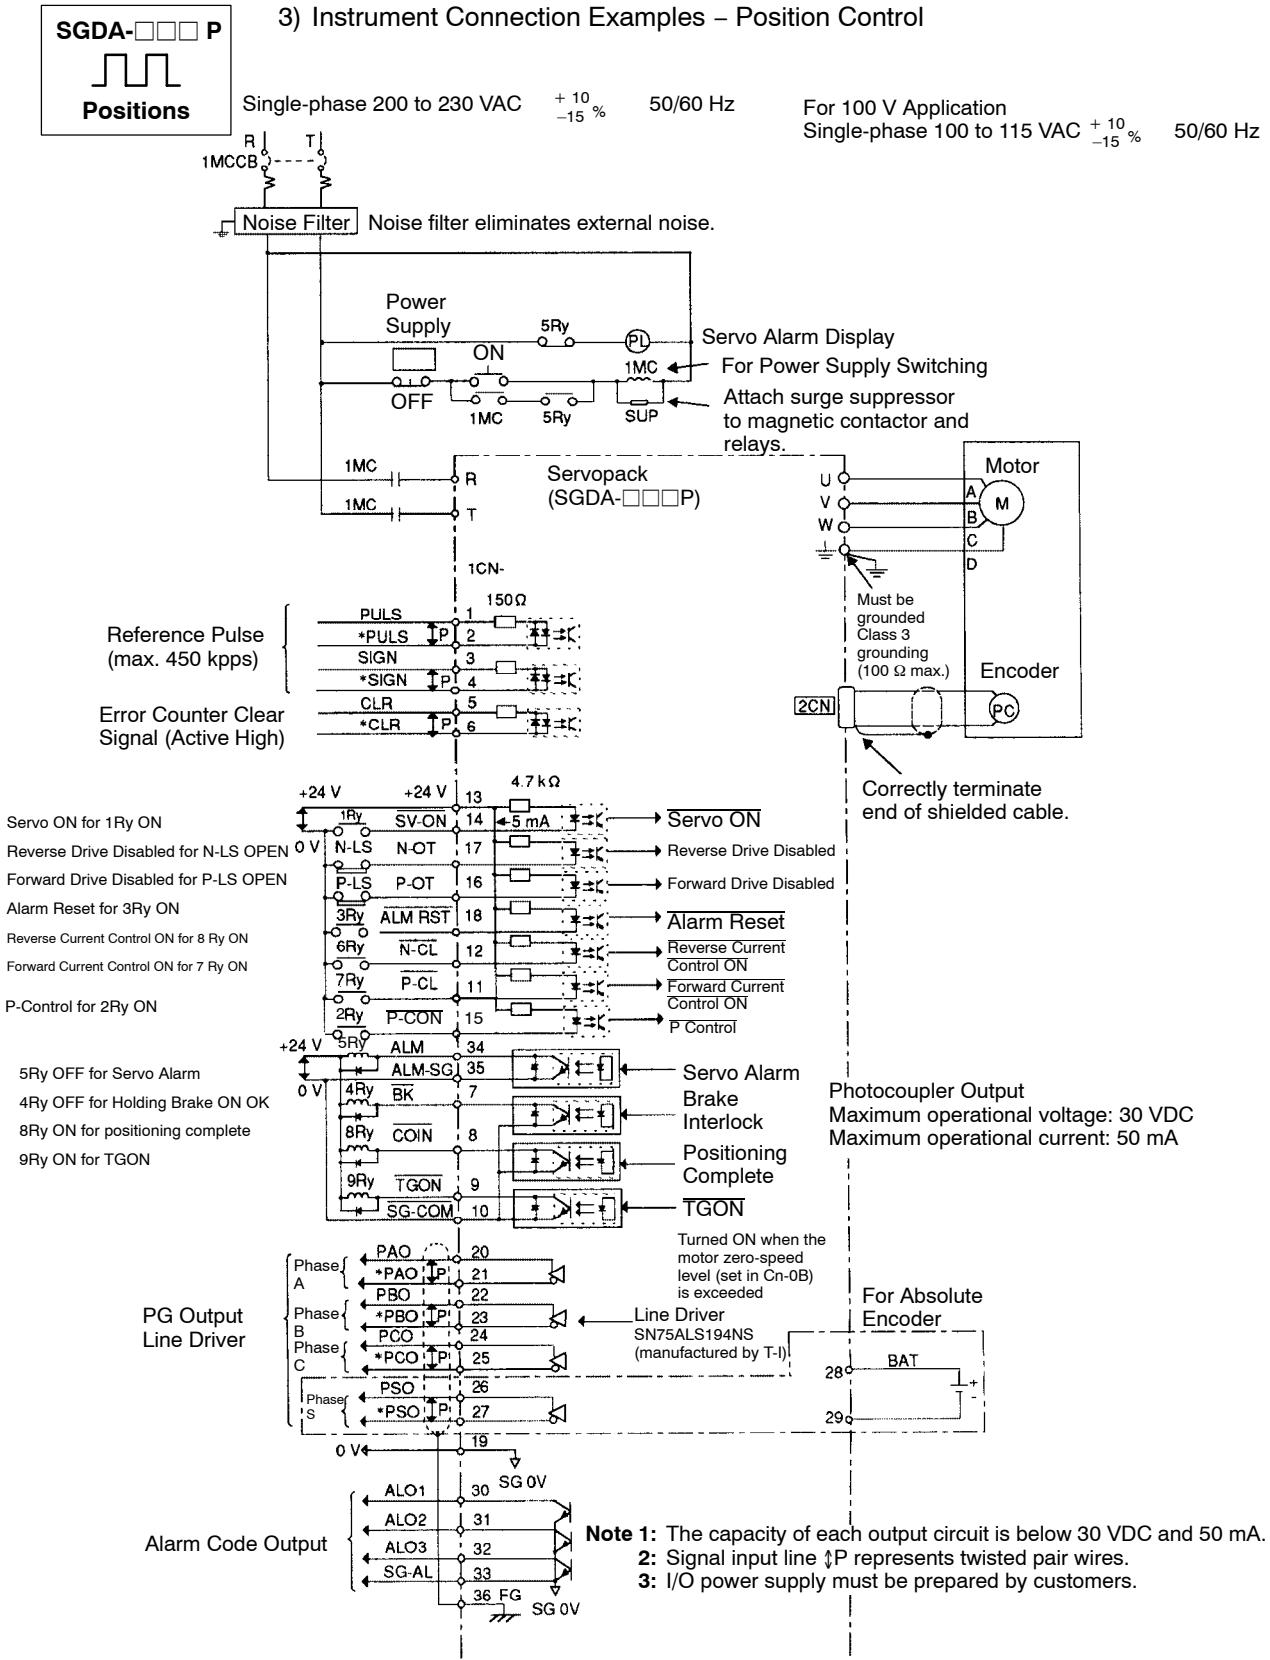 3) Instrument Connection Examples – Position Control
SGDA-□□□ P
Positions
Single-phase 200 to 230 VAC +10 −15 % 50/60 Hz
For 100 V Application
Single-phase 100 to 115 VAC +10 −15 % 50/60 Hz
R T
1MCCB
Noise Filter
Noise filter eliminates external noise.
Power
Supply
5Ry
PL
Servo Alarm Display
ON
1MC
For Power Supply Switching
OFF
1MC
5Ry
SUP
Attach surge suppressor
to magnetic contactor and
relays.
1MC
R
1MC
T
Servopack
(SGDA-□□□P)
U
V
W
A
B
C
D
Motor
M
Must be
grounded
Class 3
grounding
(100 Ω max.)
1CN-
150Ω
Reference Pulse
(max. 450 kpps)
PULS 1
*PULS P 2
SIGN 3
*SIGN P 4
Error Counter Clear
Signal (Active High)
CLR 5
*CLR P 6
Encoder
2CN
PC
Correctly terminate
end of shielded cable.
+24 V
+24 V 13
4.7 kΩ
Servo ON for 1Ry ON
1Ry SV-ON 14
5 mA
Servo ON
0 V
Reverse Drive Disabled for N-LS OPEN
N-LS N-OT 17
Reverse Drive Disabled
Forward Drive Disabled for P-LS OPEN
P-LS P-OT 16
Forward Drive Disabled
Alarm Reset for 3Ry ON
3Ry ALM RST 18
Alarm Reset
Reverse Current Control ON for 8 Ry ON
6Ry N-CL 12
Reverse Current
Control ON
Forward Current Control ON for 7 Ry ON
7Ry P-CL 11
Forward Current
Control ON
P-Control for 2Ry ON
2Ry P-CON 15
P Control
+24 V
5Ry ALM 34
5Ry OFF for Servo Alarm
ALM-SG 35
Servo Alarm
0 V
4Ry OFF for Holding Brake ON OK
4Ry BK 7
Brake
Interlock
8Ry ON for positioning complete
8Ry COIN 8
Positioning
Complete
9Ry ON for TGON
9Ry TGON 9
SG-COM 10
TGON
Turned ON when the
motor zero-speed
level (set in Cn-0B)
is exceeded
Photocoupler Output
Maximum operational voltage: 30 VDC
Maximum operational current: 50 mA
PG Output
Line Driver
Phase
A
PAO 20
*PAO P 21
Phase
B
PBO 22
*PBO P 23
Phase
C
PCO 24
*PCO P 25
Line Driver
SN75ALS194NS
(manufactured by T-I)
Phase
S
PSO 26
*PSO P 27
For Absolute
Encoder
28
BAT
+
-
29
0 V
19
SG 0V
Alarm Code Output
ALO1 30
ALO2 31
ALO3 32
SG-AL 33
SG 0V
36 FG
Note 1: The capacity of each output circuit is below 30 VDC and 50 mA.
2: Signal input line ↕P represents twisted pair wires.
3: I/O power supply must be prepared by customers.